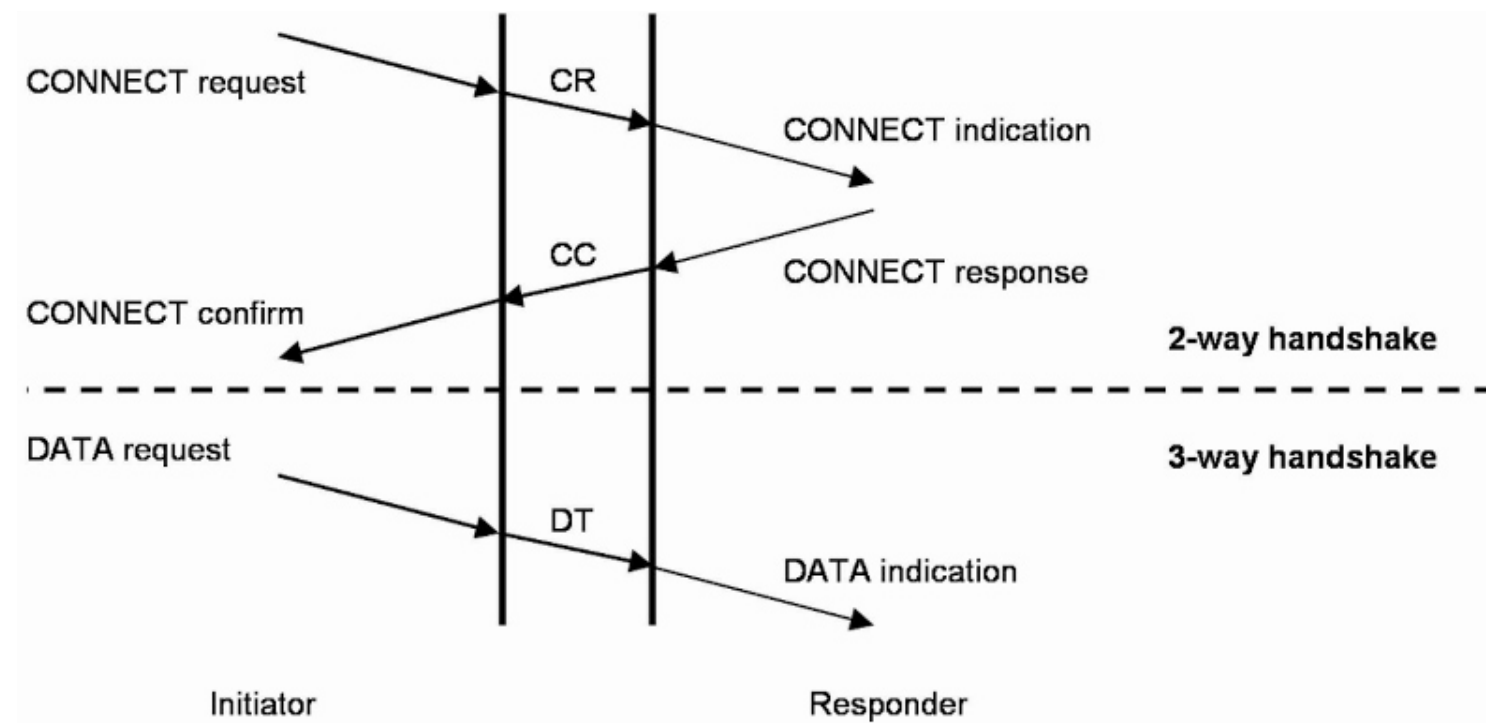 CONNECT request
CR
CONNECT indication
CC
CONNECT response
CONNECT confirm
2-way handshake
DATA request
3-way handshake
DT
DATA indication
Initiator
Responder